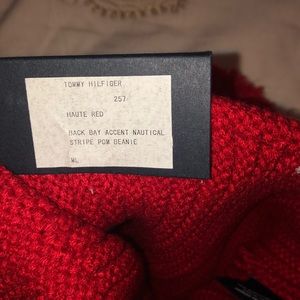 TOMMY HILFIGER
257
HAUTE RED
BACK BAY ACCENT NAUTICAL
STRIPE POM BEANIE
ML